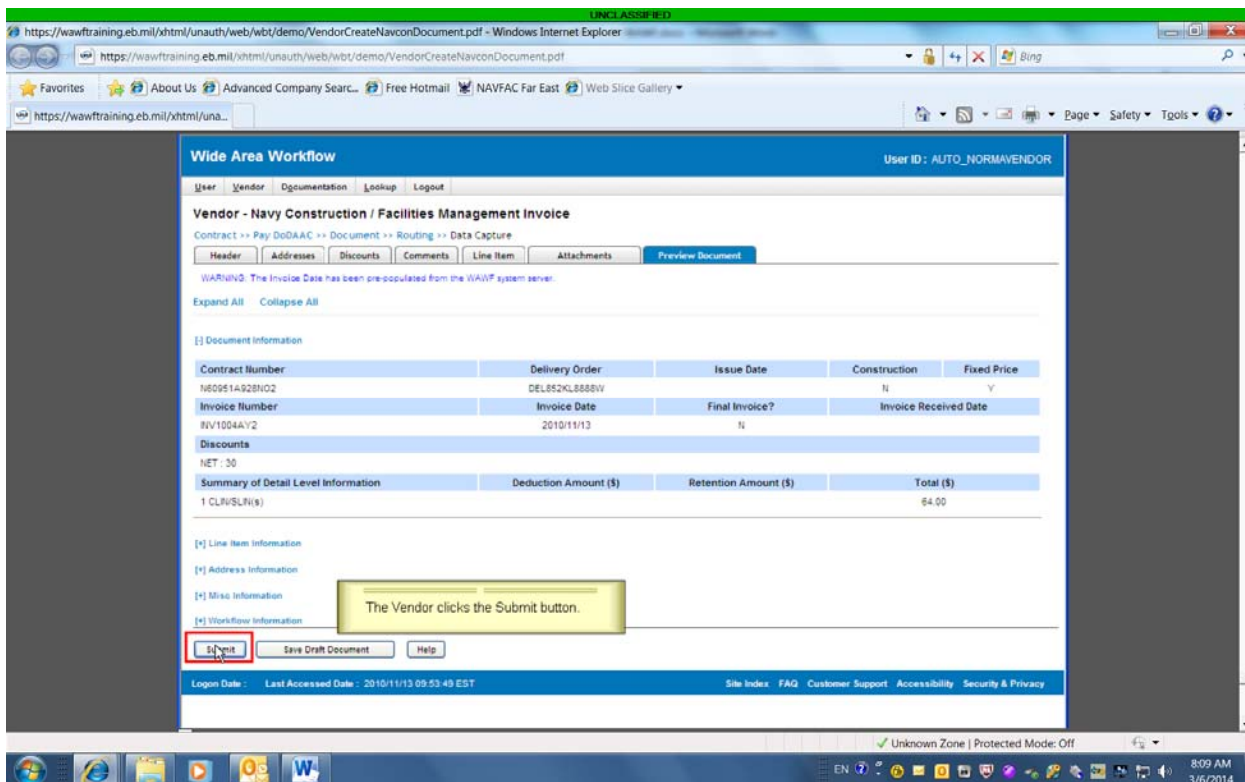 UNCLASSIFIED
https://wawftraining.eb.mil/xhtml/unauth/web/wbt/demo/VendorCreateNavconDocument.pdf - Windows Internet Explorer
https://wawftraining.eb.mil/xhtml/unauth/web/wbt/demo/VendorCreateNavconDocument.pdf Bing
Favorites About Us Advanced Company Searc... Free Hotmail NAVFAC Far East Web Slice Gallery
https://wawftraining.eb.mil/xhtml/una... Page Safety Tools
Wide Area Workflow User ID : AUTO_NORMAVENDOR
User Vendor Documentation Lookup Logout
Vendor - Navy Construction / Facilities Management Invoice
Contract >> Pay DoDAAC >> Document >> Routing >> Data Capture
Header Addresses Discounts Comments Line Item Attachments Preview Document
WARNING: The Invoice Date has been pre-populated from the WAWF system server.
Expand All Collapse All
[-] Document Information
Contract Number Delivery Order Issue Date Construction Fixed Price
N60951A928NO2 DEL852KL8888W N Y
Invoice Number Invoice Date Final Invoice? Invoice Received Date
INV1004AY2 2010/11/13 N
Discounts
NET : 30
Summary of Detail Level Information Deduction Amount ($) Retention Amount ($) Total ($)
1 CLIN/SLIN(s) 64.00
[+] Line Item Information
[+] Address Information
[+] Misc Information
The Vendor clicks the Submit button.
[+] Workflow Information
Submit Save Draft Document Help
Logon Date : Last Accessed Date : 2010/11/13 09:53:49 EST Site Index FAQ Customer Support Accessibility Security & Privacy
Unknown Zone | Protected Mode: Off
EN 8:09 AM
3/6/2014